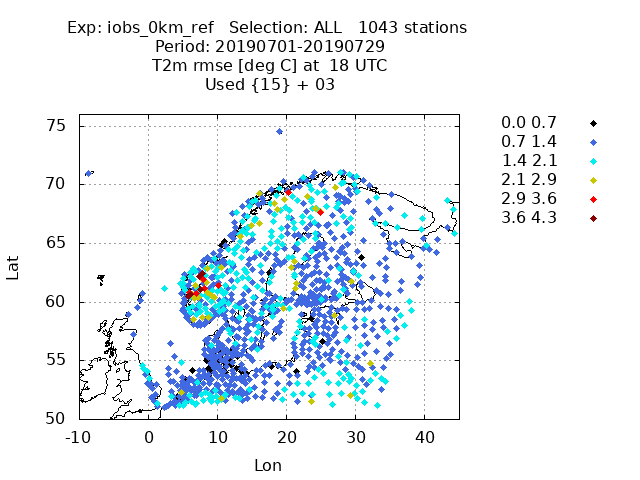 Exp: iobs_0km_ref   Selection: ALL   1043 stations
Period: 20190701-20190729
T2m rmse [deg C] at  18 UTC
Used {15} + 03
0.0 0.7
0.7 1.4
1.4 2.1
2.1 2.9
2.9 3.6
3.6 4.3
Lat
75
70
65
60
55
50
-10 0 10 20 30 40
Lon